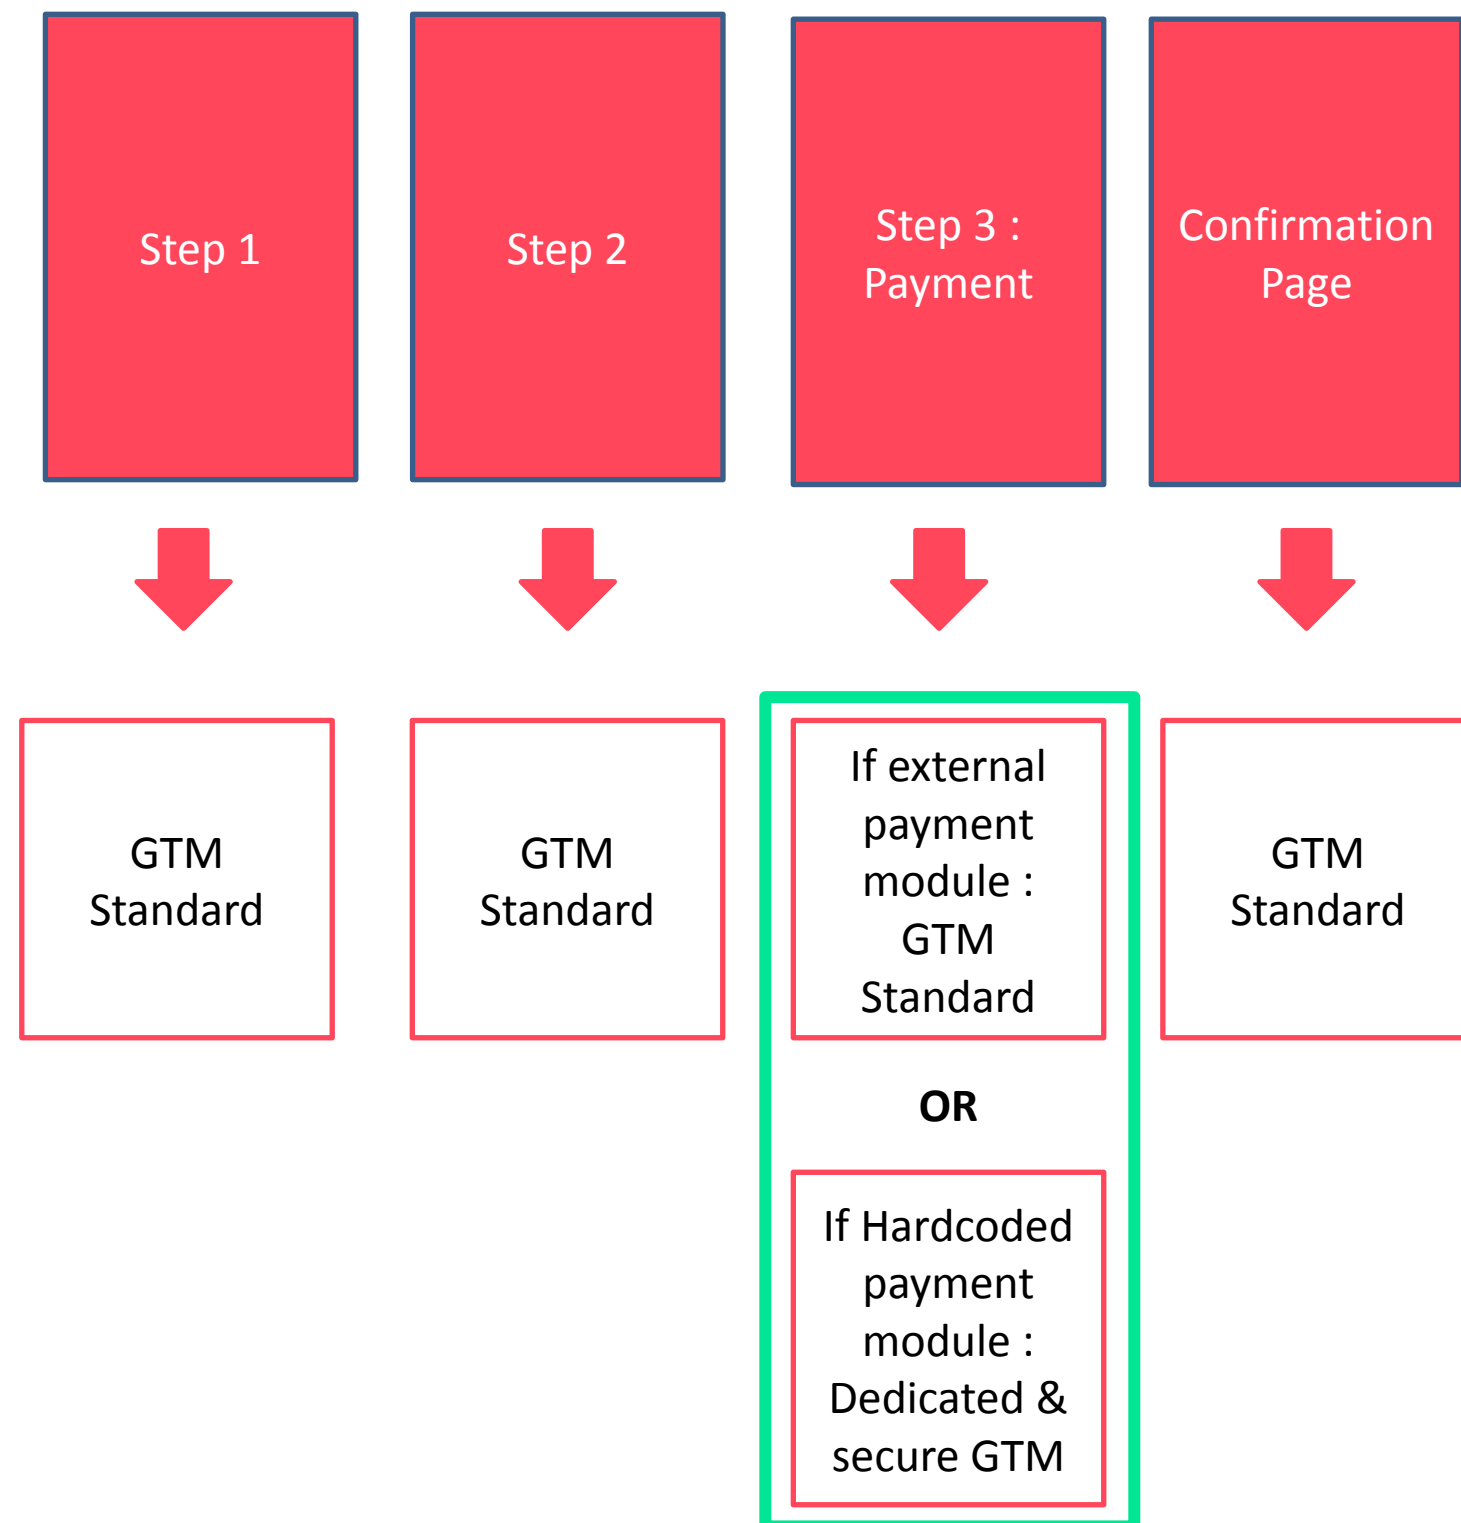 Step 1
Step 2
Step 3 :
Payment
Confirmation
Page
GTM
Standard
GTM
Standard
If external
payment
module :
GTM
Standard
GTM
Standard
OR
If Hardcoded
payment
module :
Dedicated &
secure GTM